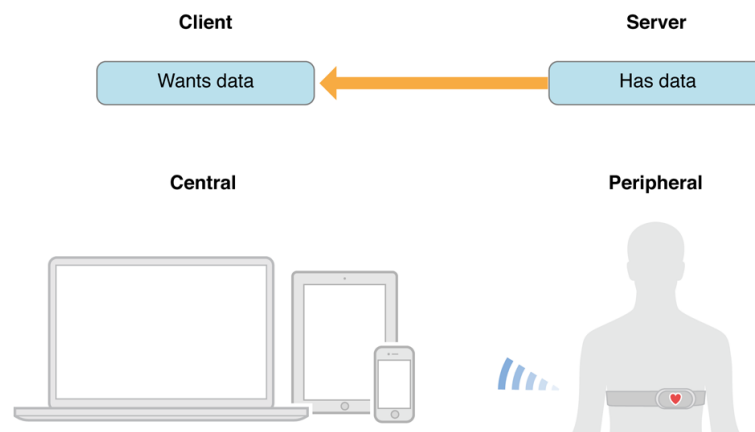 Client
Server
Wants data
Has data
Central
Peripheral